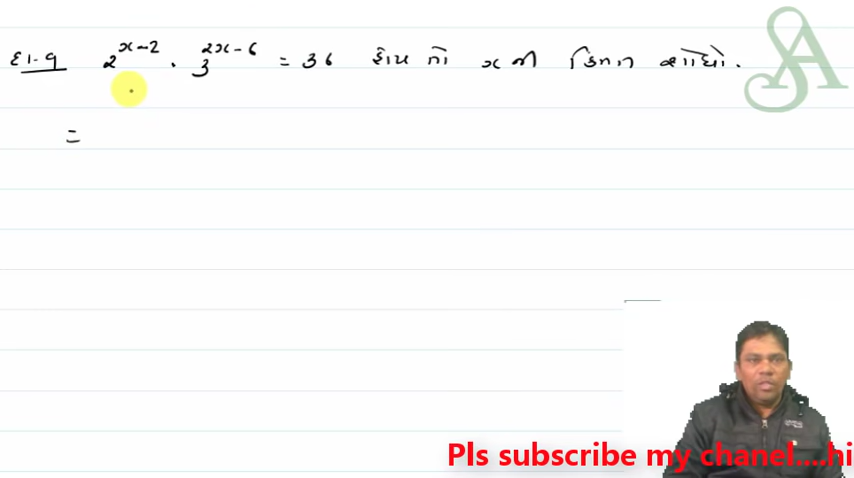 દા-૧ 2^{x-2} . 3^{2x-6} = 36 હોય તો x ની કિંમત શોધો.
=
Pls subscribe my chanel....hi